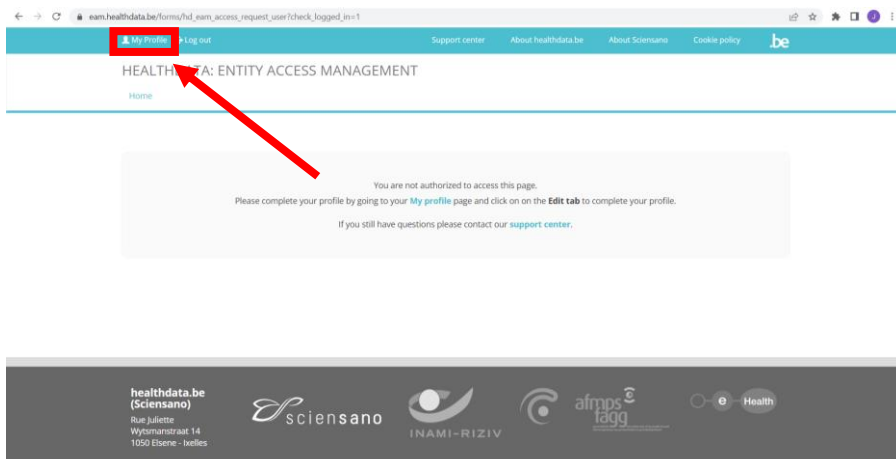 eam.healthdata.be/forms/hd_eam_access_request_user?check_logged_in=1
J
My Profile Log out Support center About healthdata.be About Sciensano Cookie policy .be
HEALTHDATA: ENTITY ACCESS MANAGEMENT
Home
You are not authorized to access this page.
Please complete your profile by going to your My profile page and click on on the Edit tab to complete your profile.
If you still have questions please contact our support center.
healthdata.be
(Sciensano)
Rue Juliette
Wytsmanstraat 14
1050 Elsene - Ixelles
sciensano
INAMI-RIZIV
afmps
fagg
e Health